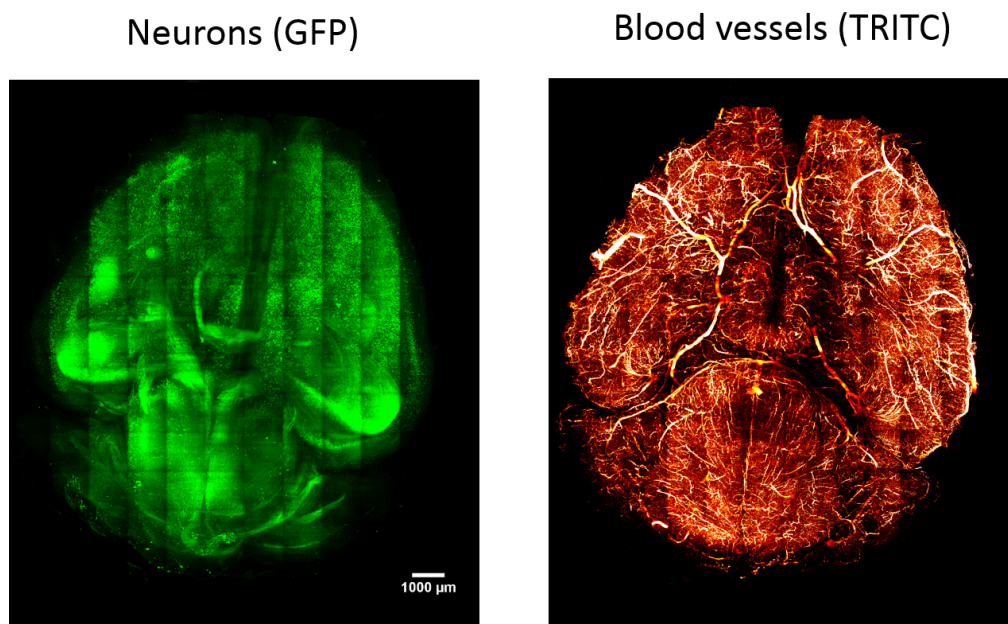 Neurons (GFP)
Blood vessels (TRITC)
1000 µm